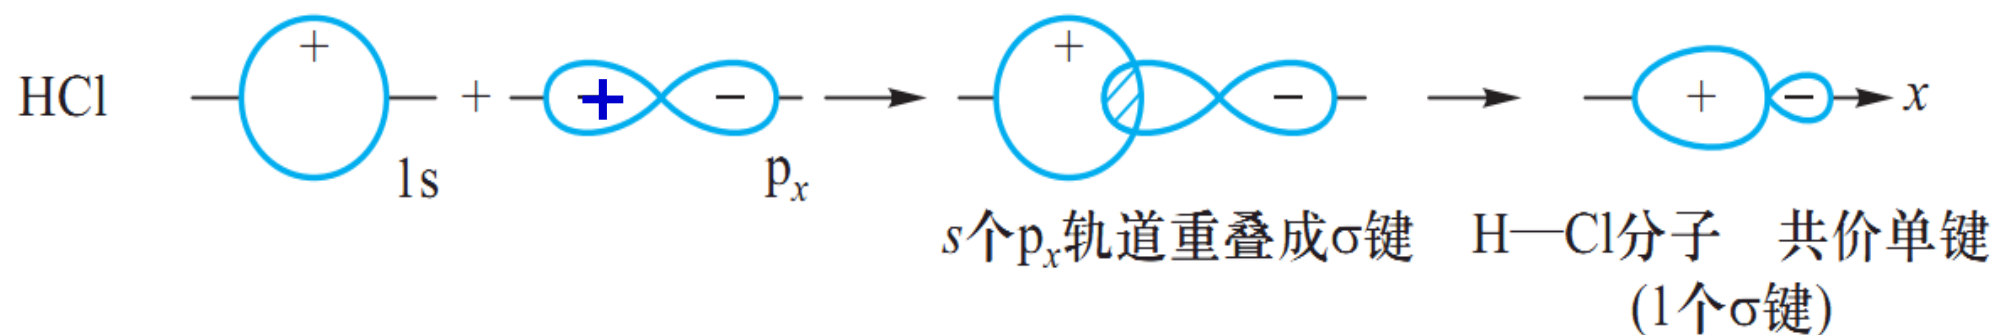 HCl + + + − → + − → + − x
1s pₓ
s个pₓ轨道重叠成σ键 H—Cl分子 共价单键
(1个σ键)